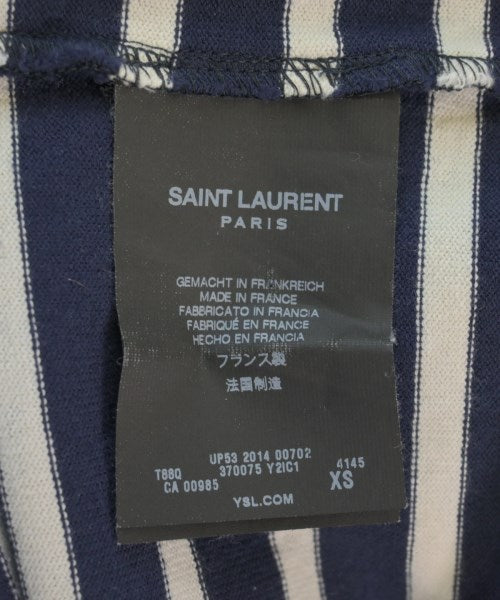 SAINT LAURENT
PARIS
GEMACHT IN FRANKREICH
MADE IN FRANCE
FABBRICATO IN FRANCIA
FABRIQUÉ EN FRANCE
HECHO EN FRANCIA
フランス製
法国制造
UP53 2014 00702
T88Q 370075 Y2IC1 4145
CA 00985 XS
YSL.COM